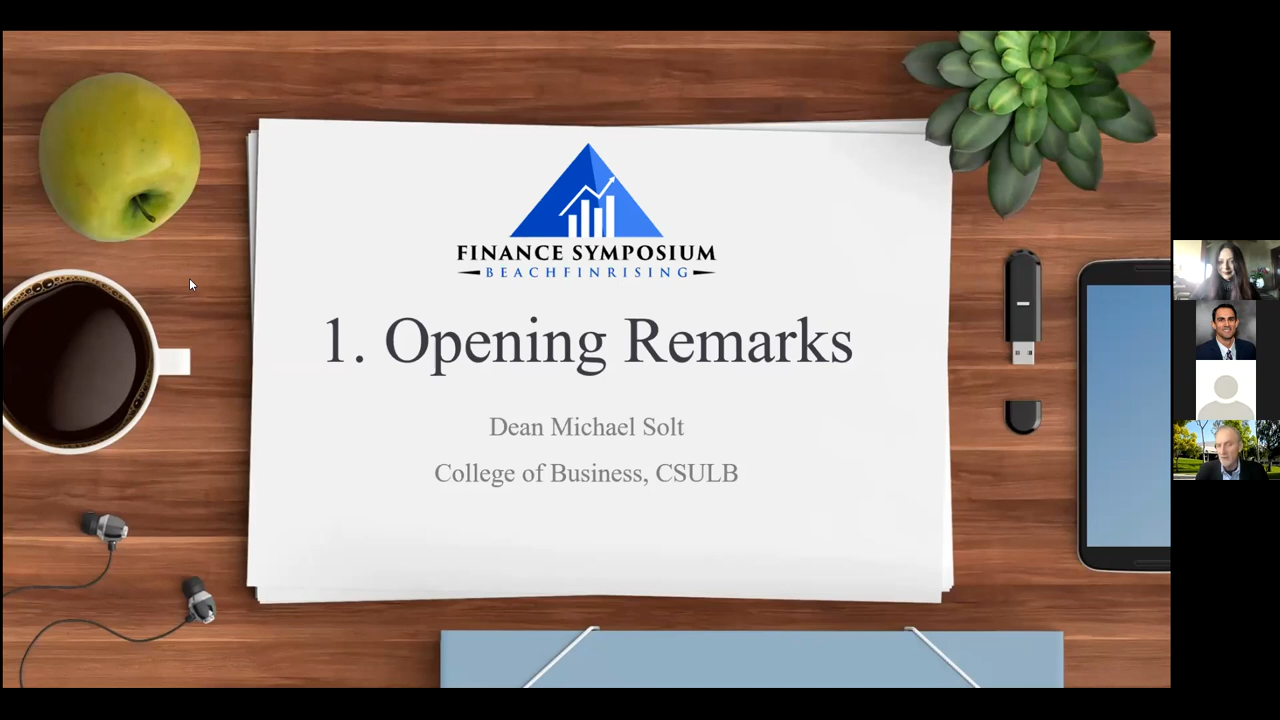 FINANCE SYMPOSIUM
BEACHFINRISING
1. Opening Remarks
Dean Michael Solt
College of Business, CSULB